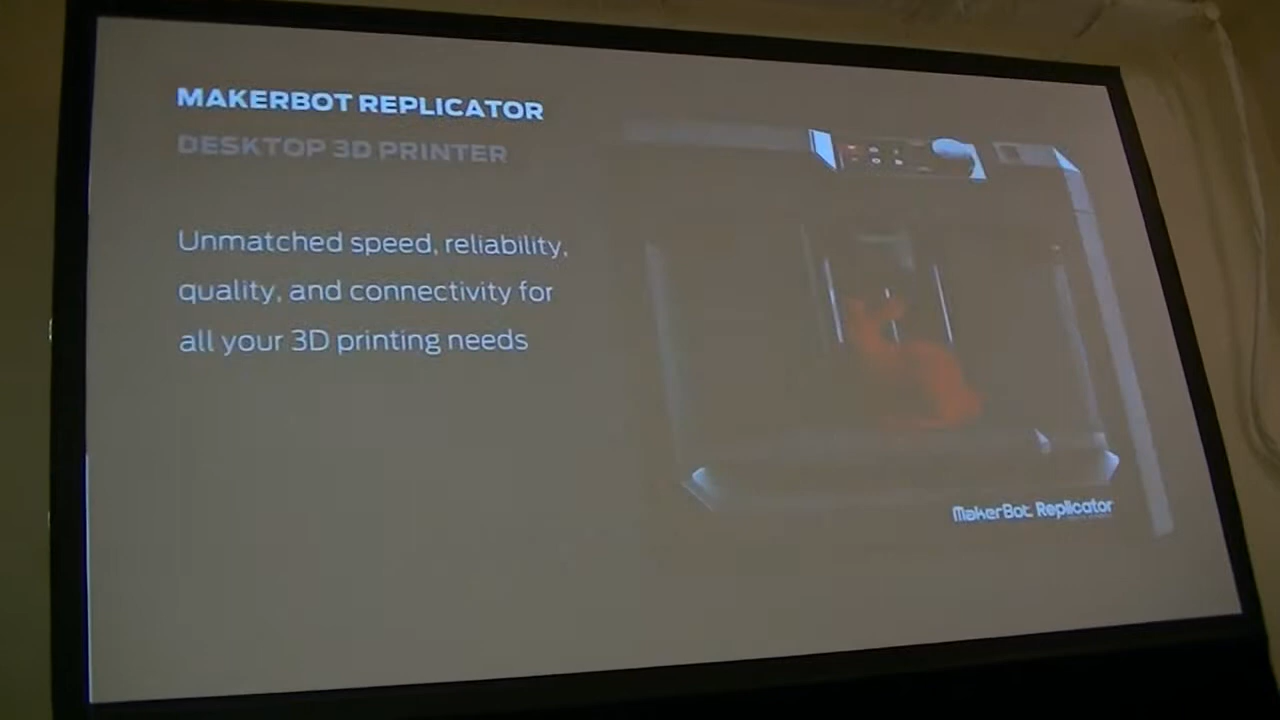 MAKERBOT REPLICATOR
DESKTOP 3D PRINTER
Unmatched speed, reliability,
quality, and connectivity for
all your 3D printing needs
MakerBot Replicator